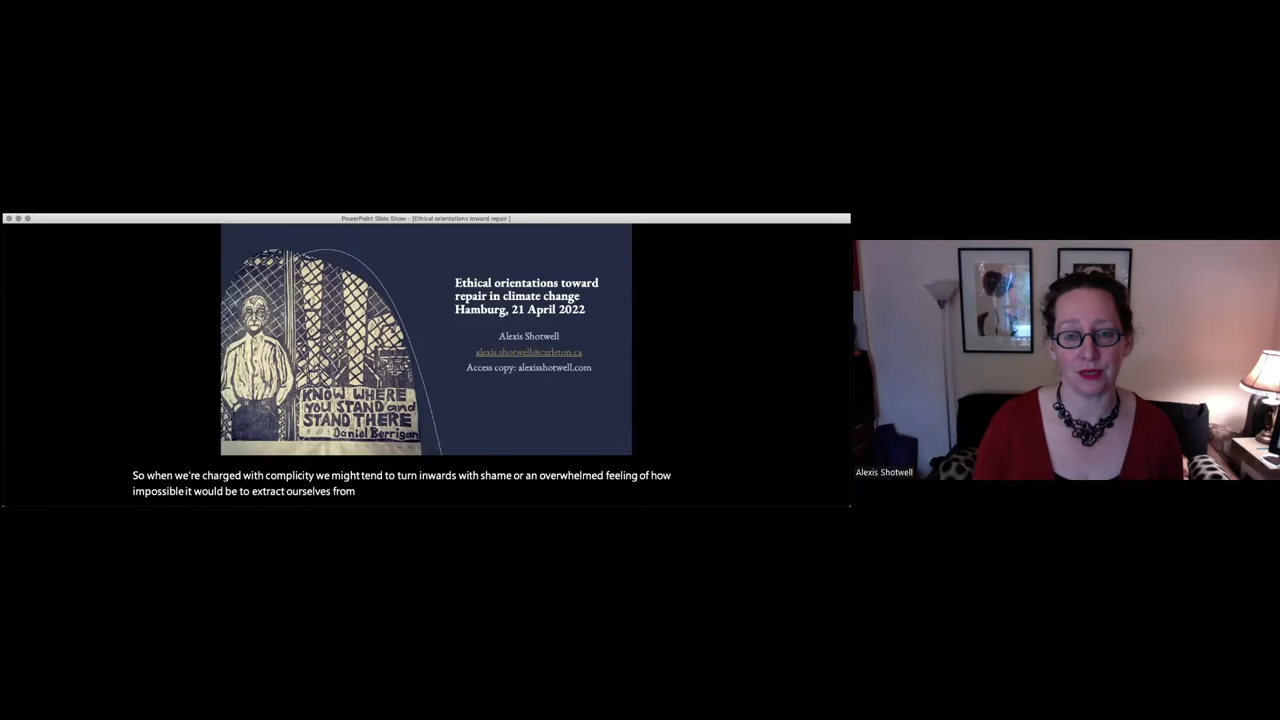 PowerPoint Slide Show - [Ethical orientations toward repair ]
Ethical orientations toward
repair in climate change
Hamburg, 21 April 2022
Alexis Shotwell
alexis.shotwell@carleton.ca
Access copy: alexisshotwell.com
KNOW WHERE
YOU STAND and
STAND THERE
Daniel Berrigan
So when we're charged with complicity we might tend to turn inwards with shame or an overwhelmed feeling of how
impossible it would be to extract ourselves from
Alexis Shotwell